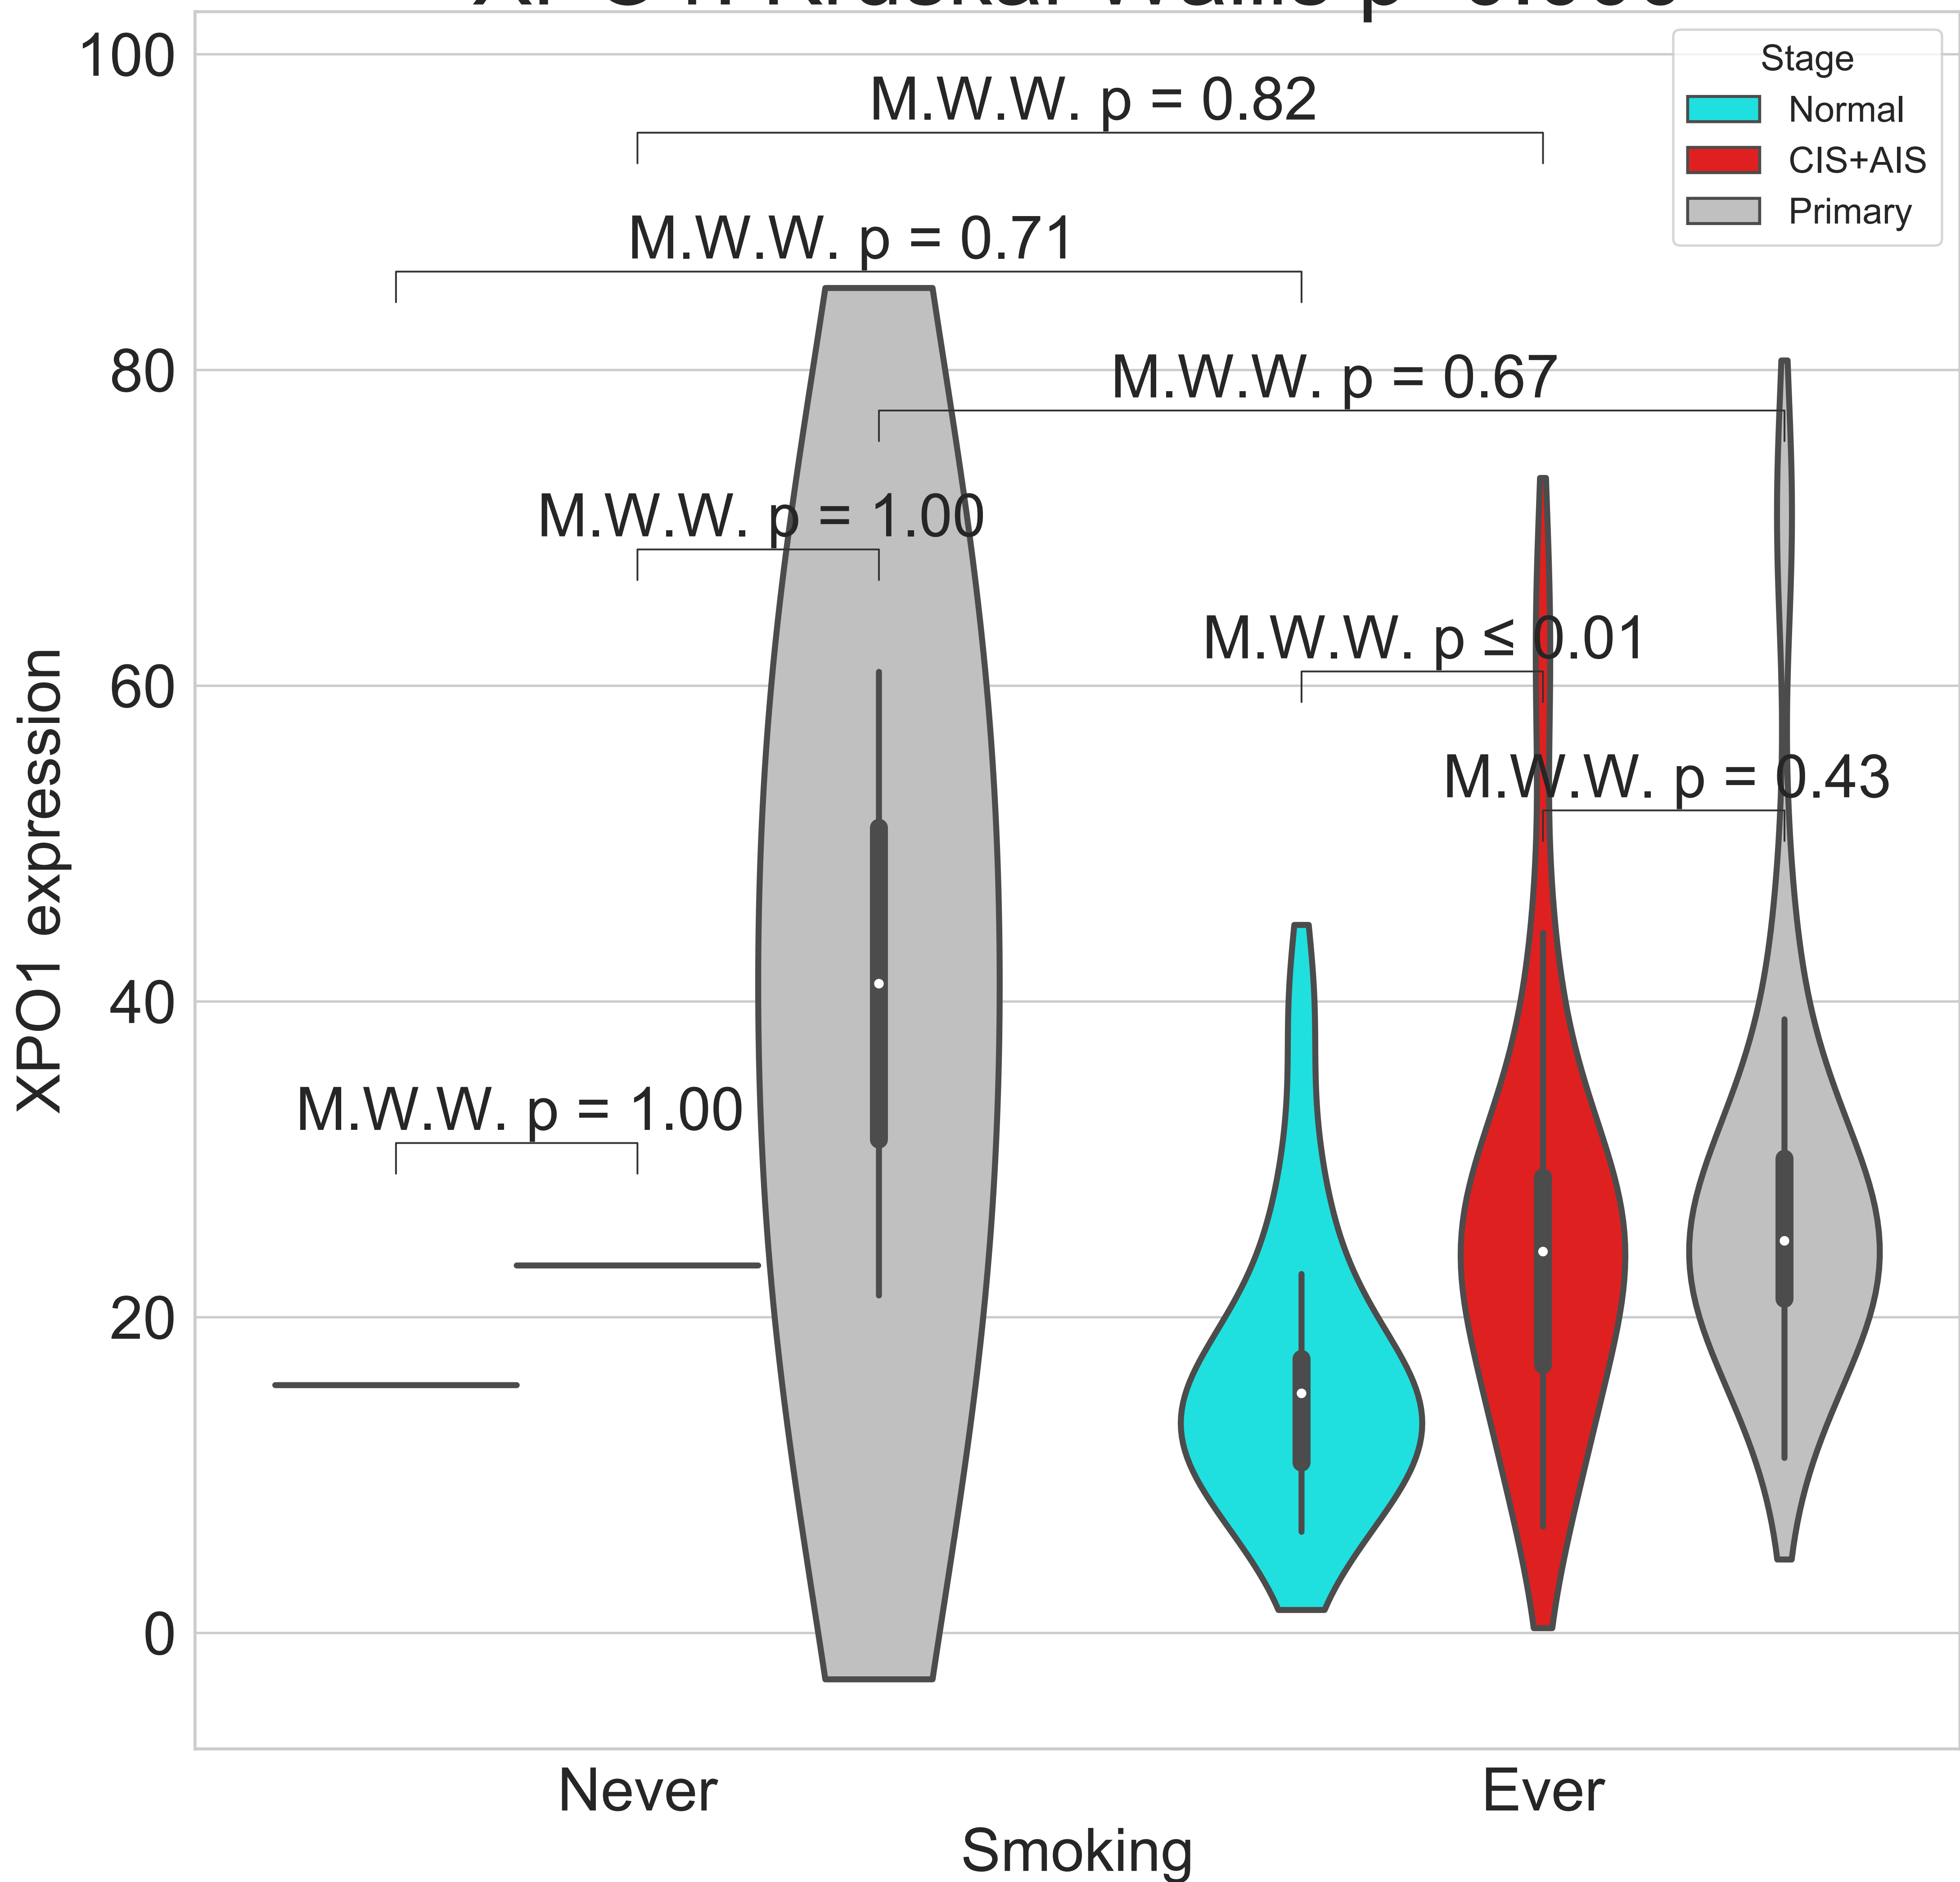 100
80
60
40
20
0
XPO1 expression
M.W.W. p = 0.82
M.W.W. p = 0.71
M.W.W. p = 0.67
M.W.W. p = 1.00
M.W.W. p ≤ 0.01
M.W.W. p = 0.43
M.W.W. p = 1.00
Stage
Normal
CIS+AIS
Primary
Never
Ever
Smoking